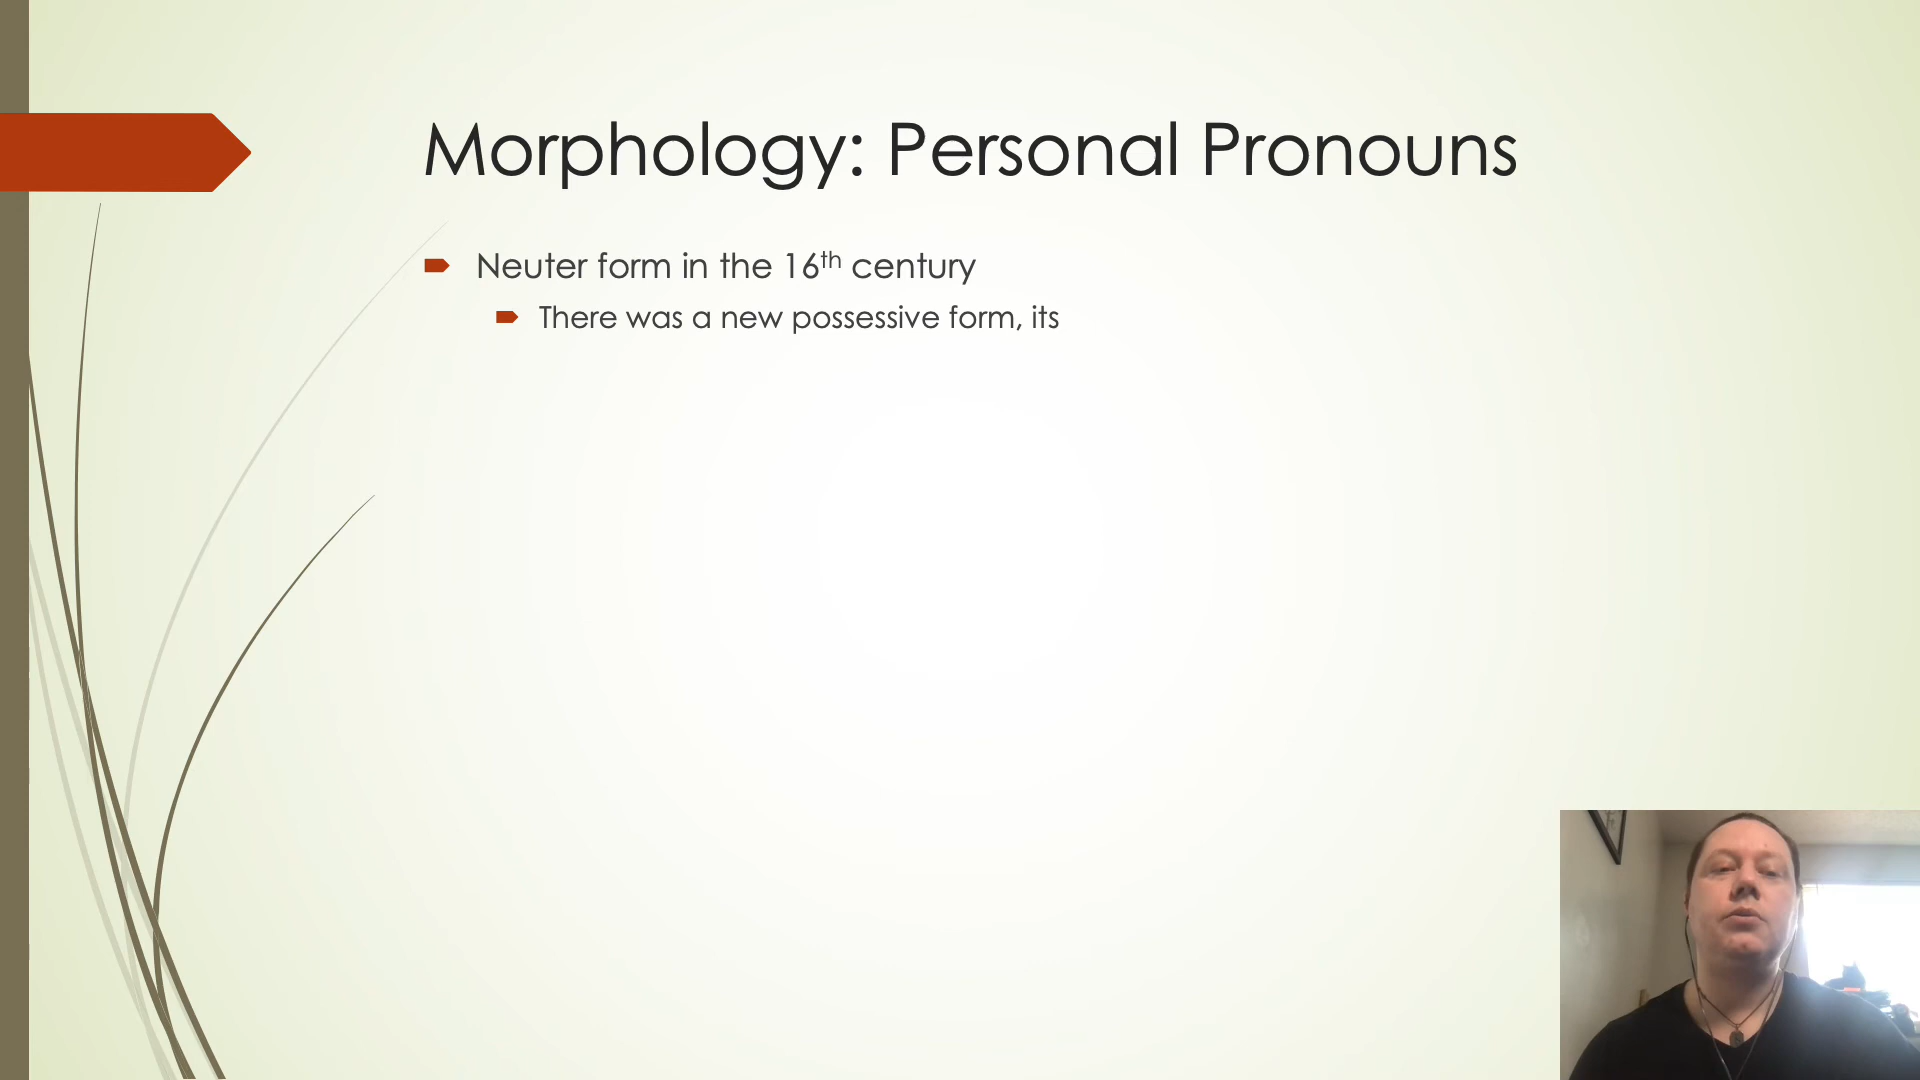 Morphology: Personal Pronouns
Neuter form in the 16th century
There was a new possessive form, its